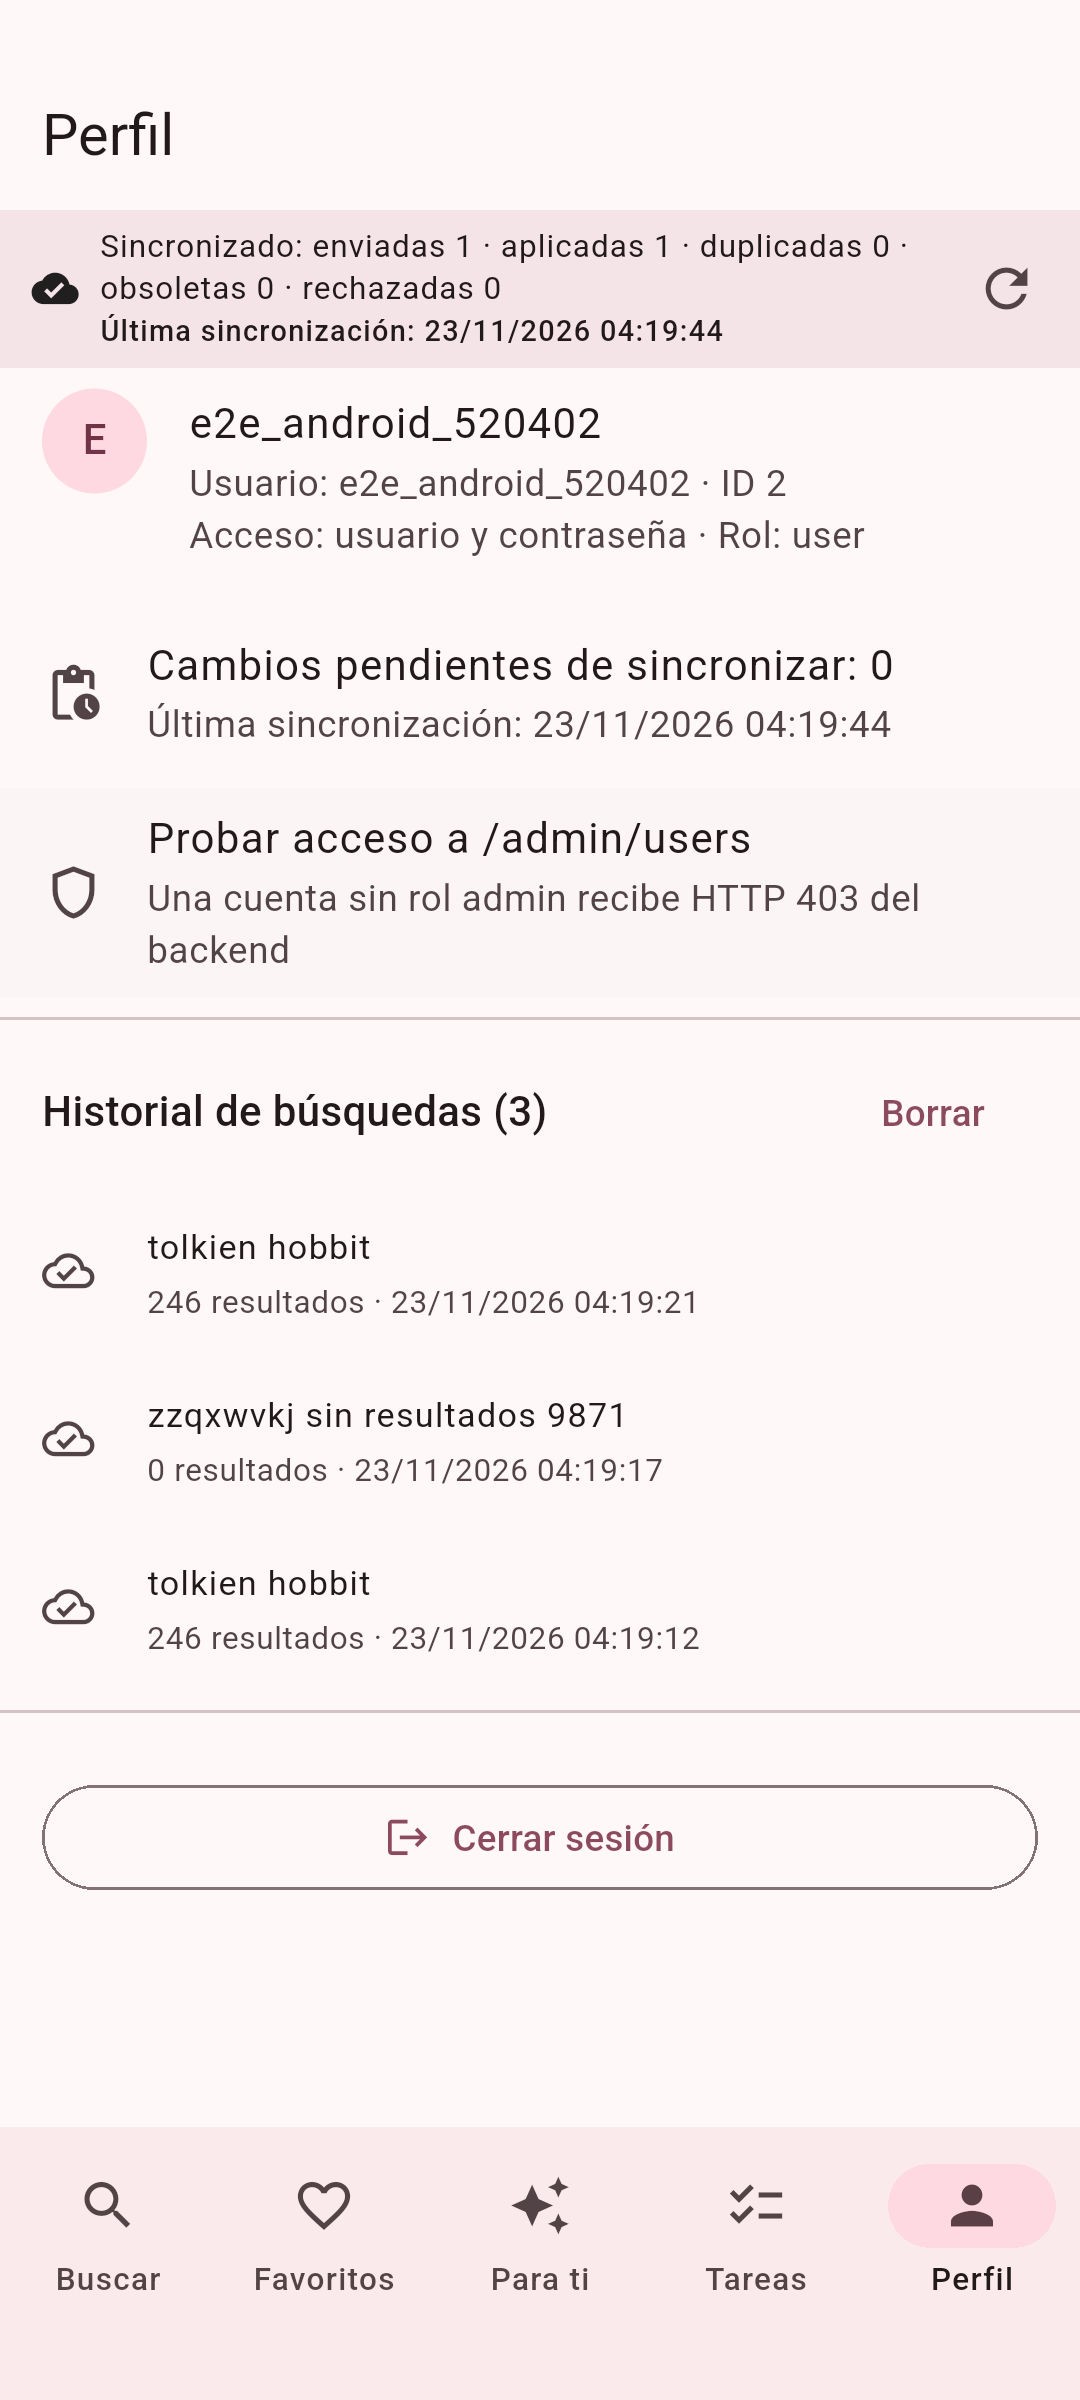 Perfil
Sincronizado: enviadas 1 · aplicadas 1 · duplicadas 0 ·
obsoletas 0 · rechazadas 0
Última sincronización: 23/11/2026 04:19:44
E
e2e_android_520402
Usuario: e2e_android_520402 · ID 2
Acceso: usuario y contraseña · Rol: user
Cambios pendientes de sincronizar: 0
Última sincronización: 23/11/2026 04:19:44
Probar acceso a /admin/users
Una cuenta sin rol admin recibe HTTP 403 del
backend
Historial de búsquedas (3)
Borrar
tolkien hobbit
246 resultados · 23/11/2026 04:19:21
zzqxwvkj sin resultados 9871
0 resultados · 23/11/2026 04:19:17
tolkien hobbit
246 resultados · 23/11/2026 04:19:12
Cerrar sesión
Buscar
Favoritos
Para ti
Tareas
Perfil